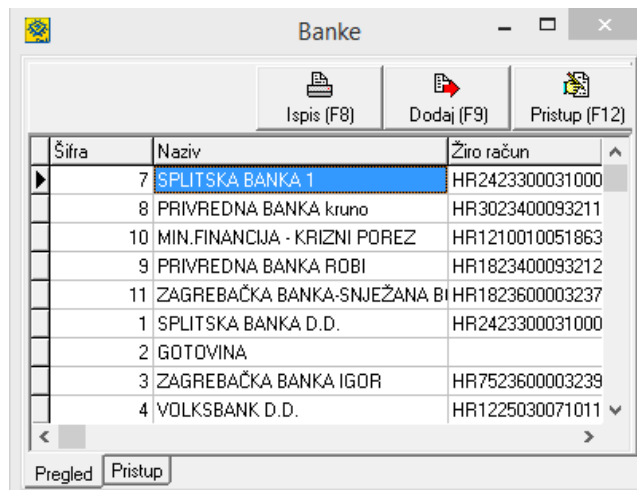 Banke
Ispis (F8) Dodaj (F9) Pristup (F12)
Šifra Naziv Žiro račun
7 SPLITSKA BANKA 1 HR2423300031000
8 PRIVREDNA BANKA kruno HR3023400093211
10 MIN.FINANCIJA - KRIZNI POREZ HR1210010051863
9 PRIVREDNA BANKA ROBI HR1823400093212
11 ZAGREBAČKA BANKA-SNJEŽANA HR1823600003237
1 SPLITSKA BANKA D.D. HR2423300031000
2 GOTOVINA
3 ZAGREBAČKA BANKA IGOR HR7523600003239
4 VOLKSBANK D.D. HR1225030071011
Pregled Pristup